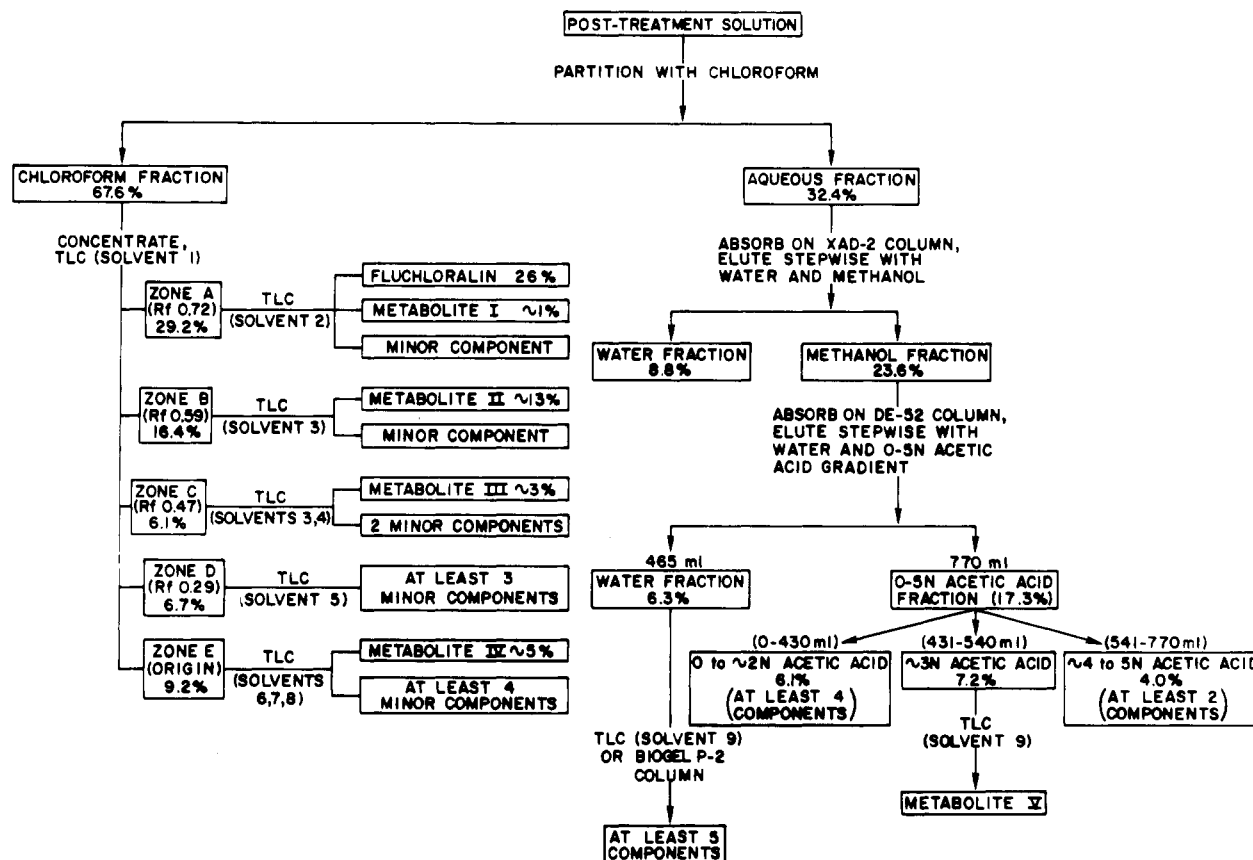 POST-TREATMENT SOLUTION
PARTITION WITH CHLOROFORM
CHLOROFORM FRACTION
67.6%
CONCENTRATE,
TLC (SOLVENT 1)
ZONE A
(Rf 0.72)
29.2%
TLC
(SOLVENT 2)
FLUCHLORALIN 26%
METABOLITE I ~1%
MINOR COMPONENT
ZONE B
(Rf 0.59)
16.4%
TLC
(SOLVENT 3)
METABOLITE II ~13%
MINOR COMPONENT
ZONE C
(Rf 0.47)
6.1%
TLC
(SOLVENTS 3,4)
METABOLITE III ~3%
2 MINOR COMPONENTS
ZONE D
(Rf 0.29)
6.7%
TLC
(SOLVENT 5)
AT LEAST 3
MINOR COMPONENTS
ZONE E
(ORIGIN)
9.2%
TLC
(SOLVENTS
6,7,8)
METABOLITE IV ~5%
AT LEAST 4
MINOR COMPONENTS
AQUEOUS FRACTION
32.4%
ABSORB ON XAD-2 COLUMN,
ELUTE STEPWISE WITH
WATER AND METHANOL
WATER FRACTION
8.8%
METHANOL FRACTION
23.6%
ABSORB ON DE-52 COLUMN,
ELUTE STEPWISE WITH
WATER AND 0-5N ACETIC
ACID GRADIENT
465 ml
WATER FRACTION
6.3%
TLC (SOLVENT 9)
OR BIOGEL P-2
COLUMN
AT LEAST 5
COMPONENTS
770 ml
0-5N ACETIC ACID
FRACTION (17.3%)
(0-430ml)
0 to ~2N ACETIC ACID
6.1%
(AT LEAST 4
COMPONENTS)
(431-540ml)
~3N ACETIC ACID
7.2%
TLC
(SOLVENT 9)
METABOLITE V
(541-770ml)
~4 to 5N ACETIC ACID
4.0%
(AT LEAST 2
COMPONENTS)